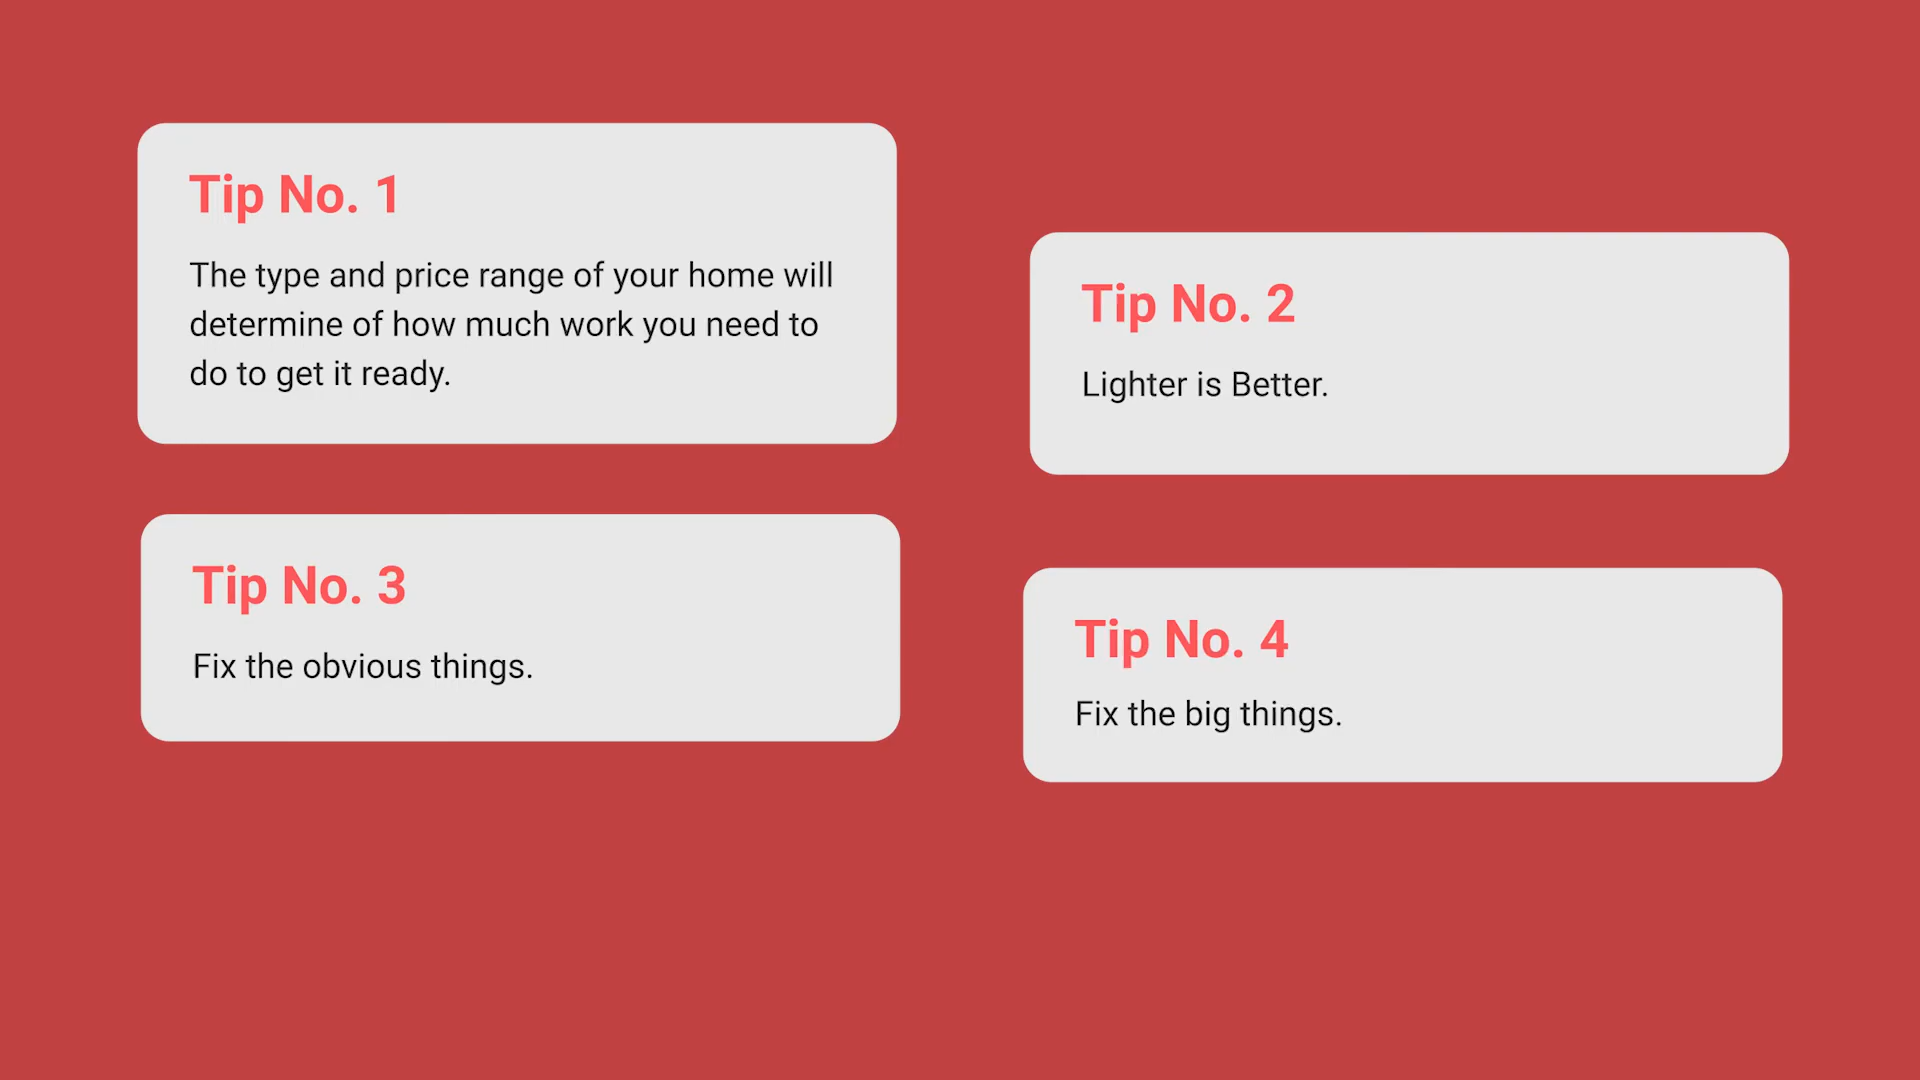 Tip No. 1
The type and price range of your home will
determine of how much work you need to
do to get it ready.
Tip No. 2
Lighter is Better.
Tip No. 3
Fix the obvious things.
Tip No. 4
Fix the big things.